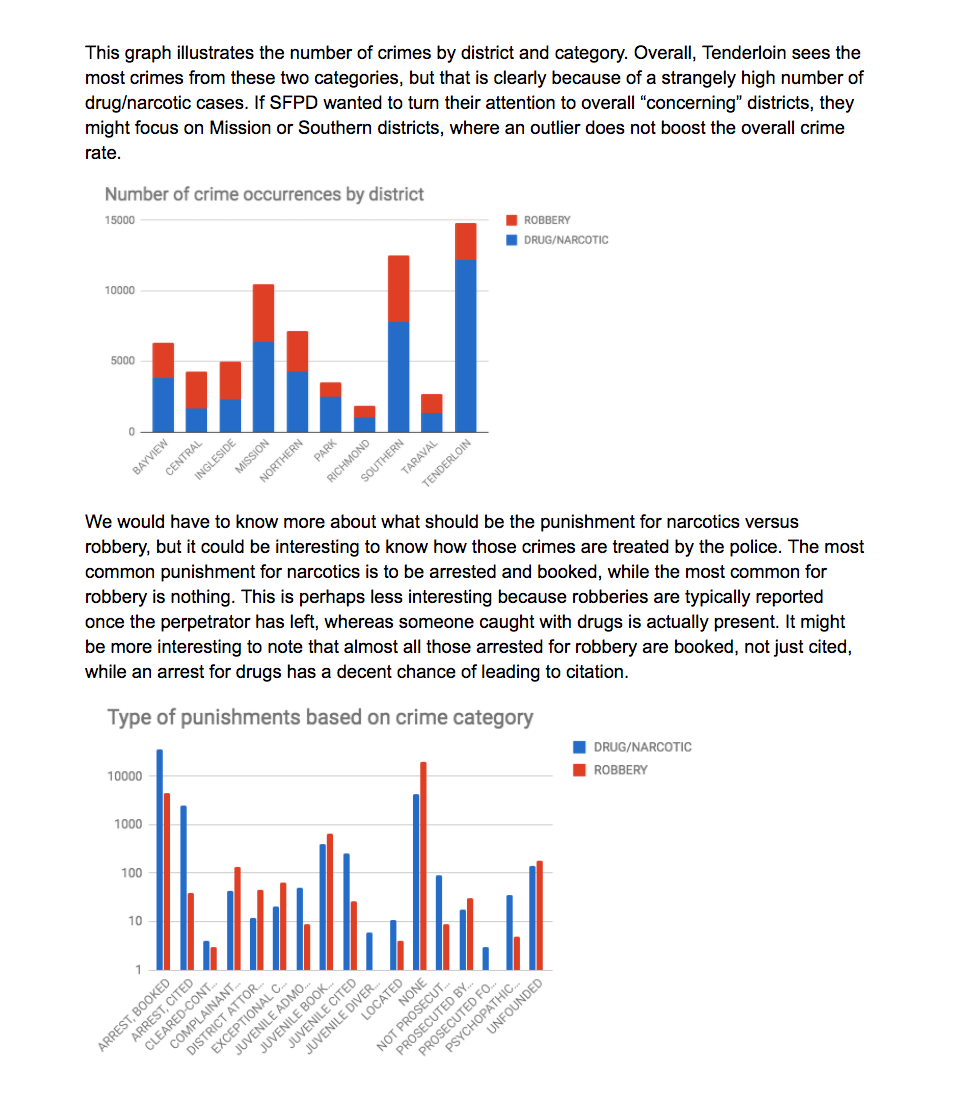 This graph illustrates the number of crimes by district and category. Overall, Tenderloin sees the
most crimes from these two categories, but that is clearly because of a strangely high number of
drug/narcotic cases. If SFPD wanted to turn their attention to overall “concerning” districts, they
might focus on Mission or Southern districts, where an outlier does not boost the overall crime
rate.
Number of crime occurrences by district
15000
10000
5000
0
ROBBERY
DRUG/NARCOTIC
BAYVIEW
CENTRAL
INGLESIDE
MISSION
NORTHERN
PARK
RICHMOND
SOUTHERN
TARAVAL
TENDERLOIN
We would have to know more about what should be the punishment for narcotics versus
robbery, but it could be interesting to know how those crimes are treated by the police. The most
common punishment for narcotics is to be arrested and booked, while the most common for
robbery is nothing. This is perhaps less interesting because robberies are typically reported
once the perpetrator has left, whereas someone caught with drugs is actually present. It might
be more interesting to note that almost all those arrested for robbery are booked, not just cited,
while an arrest for drugs has a decent chance of leading to citation.
Type of punishments based on crime category
DRUG/NARCOTIC
ROBBERY
10000
1000
100
10
1
ARREST, BOOKED
ARREST, CITED
CLEARED-CONT...
COMPLAINANT...
DISTRICT ATTOR...
EXCEPTIONAL C...
JUVENILE ADMO...
JUVENILE BOOK...
JUVENILE CITED
JUVENILE DIVER...
LOCATED
NONE
NOT PROSECUT...
PROSECUTED BY...
PROSECUTED FO...
PSYCHOPATHIC...
UNFOUNDED